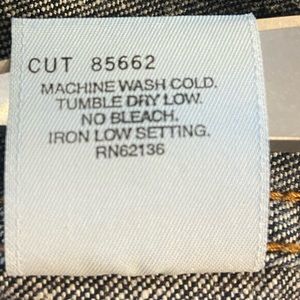 CUT 85662
MACHINE WASH COLD.
TUMBLE DRY LOW.
NO BLEACH.
IRON LOW SETTING.
RN62136